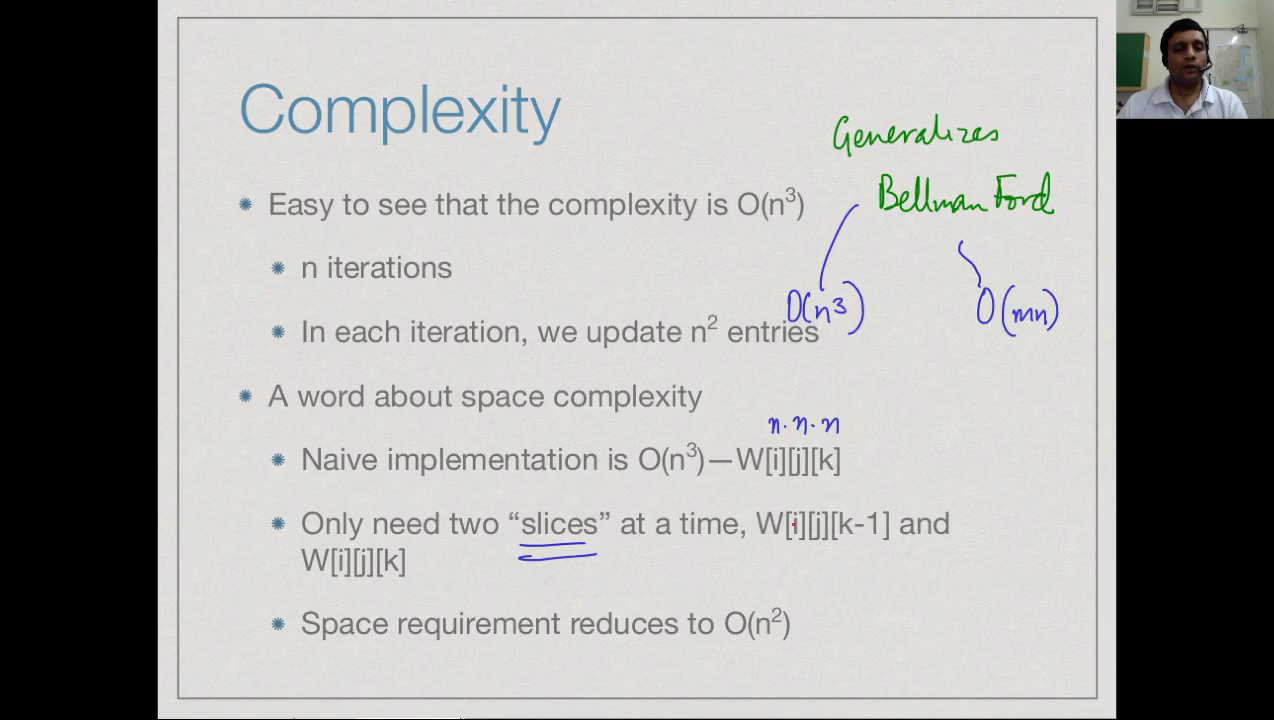 Complexity
Generalizes
Bellman Ford
Easy to see that the complexity is O(n³)
n iterations
O(n³) O(mn)
In each iteration, we update n² entries
A word about space complexity
n·n·n
Naive implementation is O(n³)—W[i][j][k]
Only need two “slices” at a time, W[i][j][k-1] and
W[i][j][k]
Space requirement reduces to O(n²)